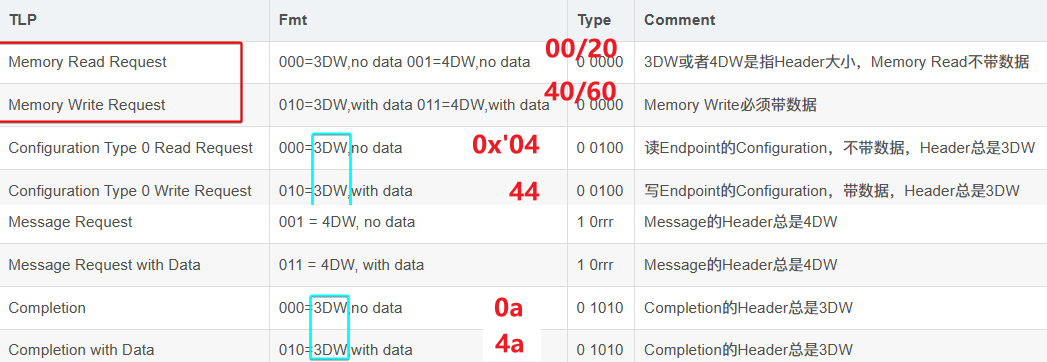 TLP Fmt Type Comment
00/20
Memory Read Request 000=3DW,no data 001=4DW,no data 0 0000 3DW或者4DW是指Header大小，Memory Read不带数据
40/60
Memory Write Request 010=3DW,with data 011=4DW,with data 0 0000 Memory Write必须带数据
Configuration Type 0 Read Request 000=3DW,no data 0x'04 0 0100 读Endpoint的Configuration，不带数据，Header总是3DW
Configuration Type 0 Write Request 010=3DW,with data 44 0 0100 写Endpoint的Configuration，带数据，Header总是3DW
Message Request 001 = 4DW, no data 1 0rrr Message的Header总是4DW
Message Request with Data 011 = 4DW, with data 1 0rrr Message的Header总是4DW
Completion 000=3DW,no data 0a 0 1010 Completion的Header总是3DW
Completion with Data 010=3DW,with data 4a 0 1010 Completion的Header总是3DW